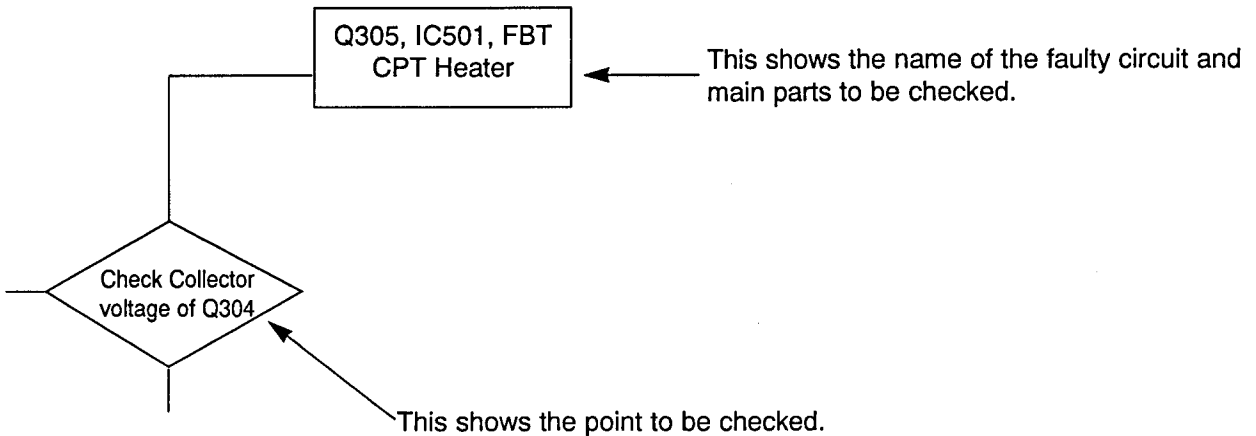 Q305, IC501, FBT
CPT Heater
This shows the name of the faulty circuit and
main parts to be checked.
Check Collector
voltage of Q304
This shows the point to be checked.